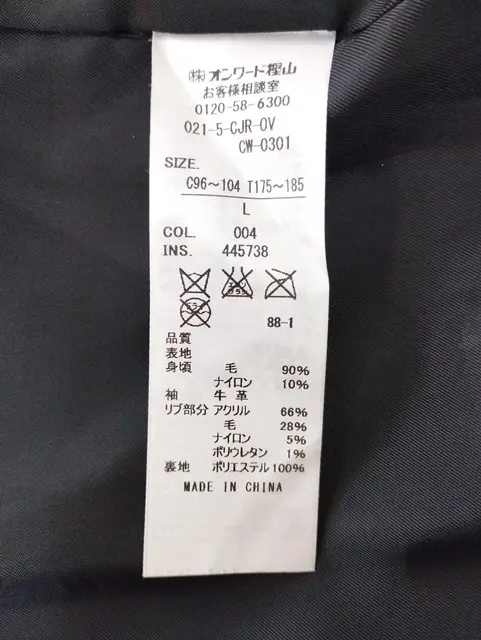 (株)オンワード樫山
お客様相談室
0120-58-6300
021-5-CJR-OV
CW-0301
SIZE.
C96~104 T175~185
L
COL. 004
INS. 445738
88-1
品質
表地
身頃 毛 90%
ナイロン 10%
袖 牛革
リブ部分 アクリル 66%
毛 28%
ナイロン 5%
ポリウレタン 1%
裏地 ポリエステル 100%
MADE IN CHINA